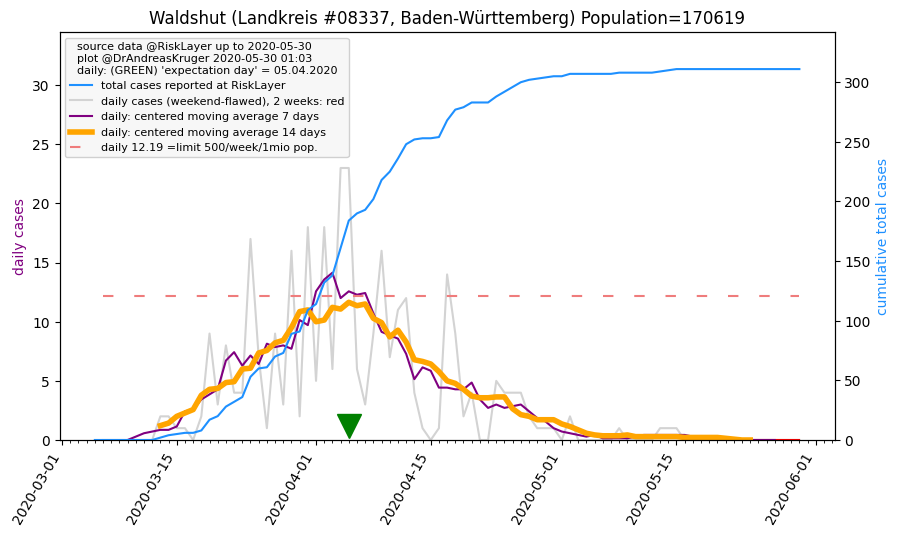 Waldshut (Landkreis #08337, Baden-Württemberg) Population=170619
source data @RiskLayer up to 2020-05-30
plot @DrAndreasKruger 2020-05-30 01:03
daily: (GREEN) 'expectation day' = 05.04.2020
total cases reported at RiskLayer
daily cases (weekend-flawed), 2 weeks: red
daily: centered moving average 7 days
daily: centered moving average 14 days
daily 12.19 =limit 500/week/1mio pop.
daily cases
30
25
20
15
10
5
0
cumulative total cases
300
250
200
150
100
50
0
2020-03-01
2020-03-15
2020-04-01
2020-04-15
2020-05-01
2020-05-15
2020-06-01